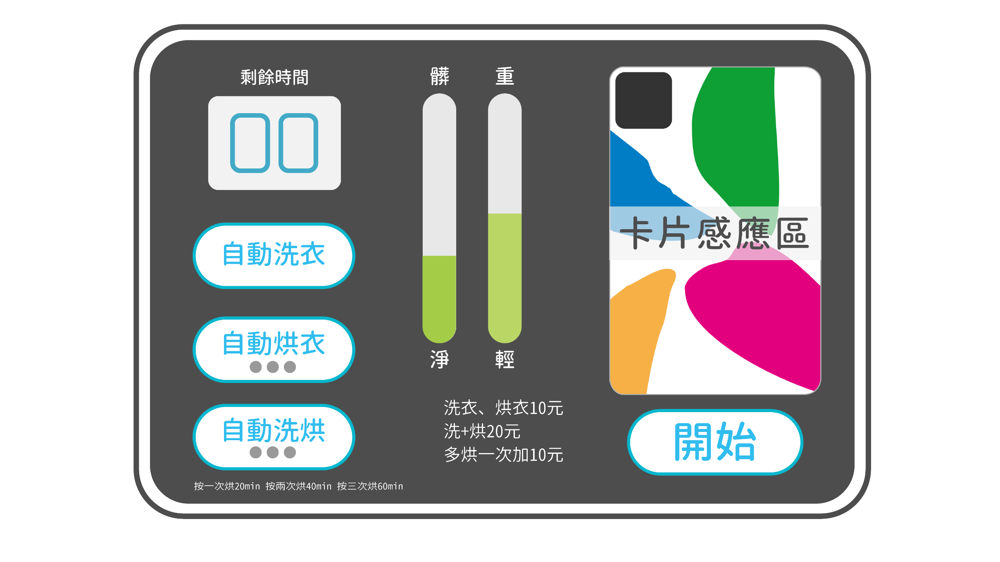 剩餘時間
00
自動洗衣
自動烘衣
自動洗烘
按一次烘20min 按兩次烘40min 按三次烘60min
髒
淨
重
輕
洗衣、烘衣10元
洗+烘20元
多烘一次加10元
卡片感應區
開始